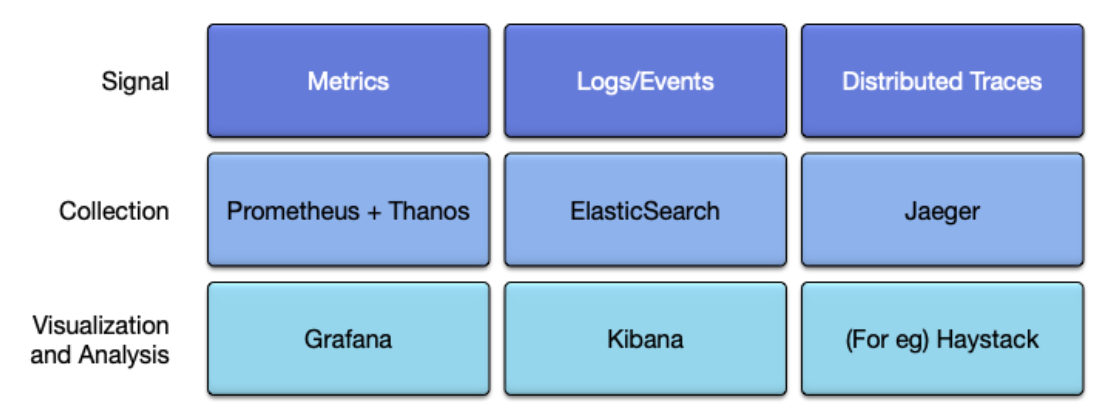 Signal
Metrics
Logs/Events
Distributed Traces
Collection
Prometheus + Thanos
ElasticSearch
Jaeger
Visualization
and Analysis
Grafana
Kibana
(For eg) Haystack